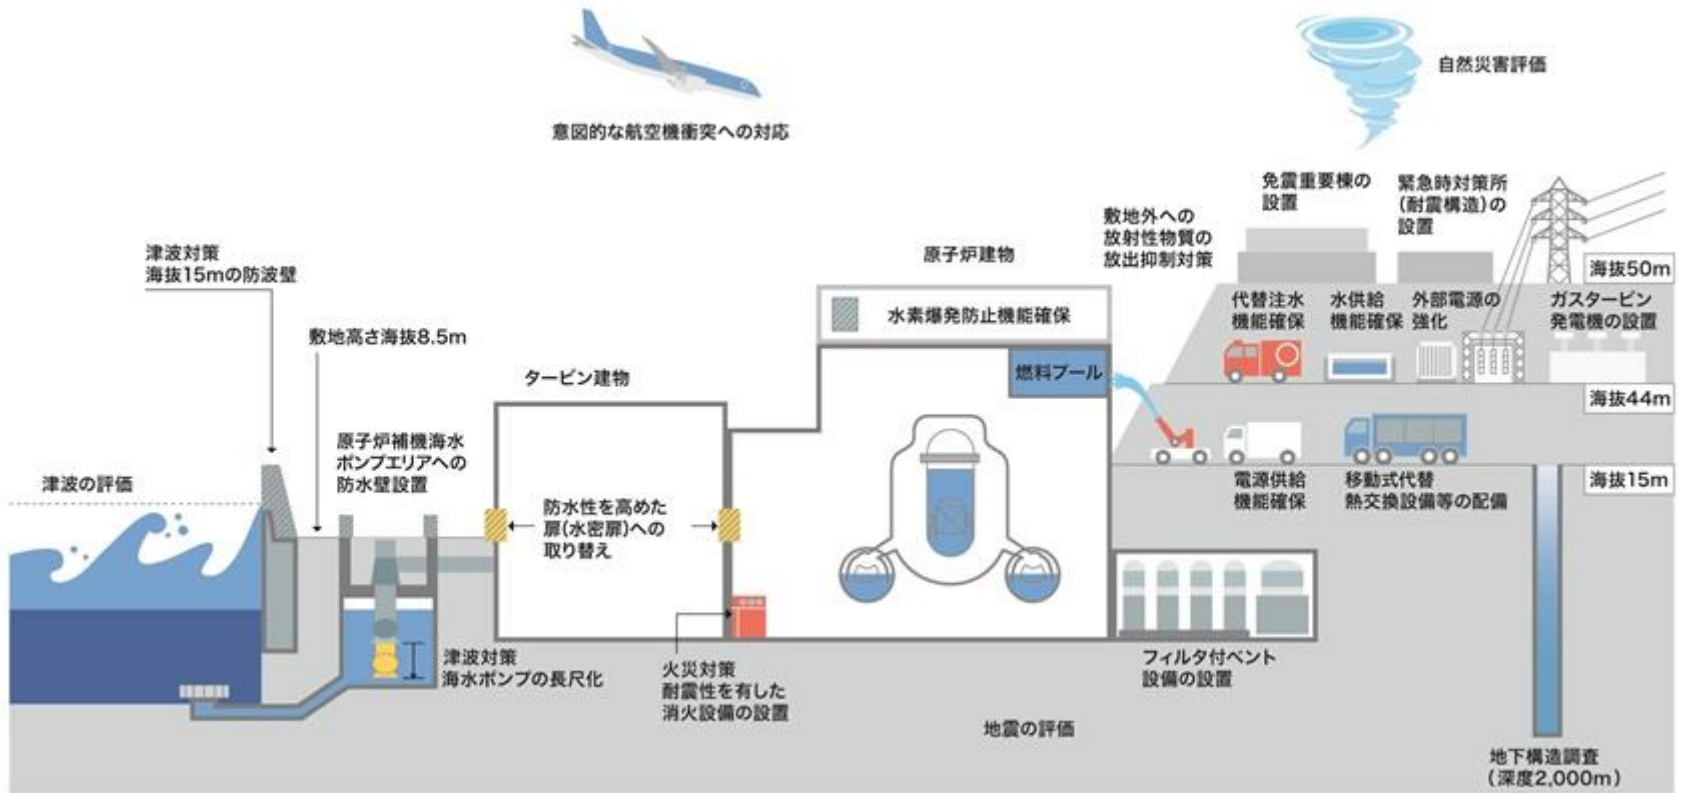 自然災害評価
意図的な航空機衝突への対応
免震重要棟の
設置
緊急時対策所
(耐震構造)の
設置
敷地外への
放射性物質の
放出抑制対策
津波対策
海抜15mの防波壁
原子炉建物
海抜50m
代替注水
機能確保
水供給
機能確保
外部電源の
強化
ガスタービン
発電機の設置
水素爆発防止機能確保
敷地高さ海抜8.5m
タービン建物
燃料プール
海抜44m
原子炉補機海水
ポンプエリアへの
防水壁設置
津波の評価
電源供給
機能確保
移動式代替
熱交換設備等の配備
海抜15m
防水性を高めた
扉(水密扉)への
取り替え
津波対策
海水ポンプの長尺化
火災対策
耐震性を有した
消火設備の設置
フィルタ付ベント
設備の設置
地震の評価
地下構造調査
(深度2,000m)